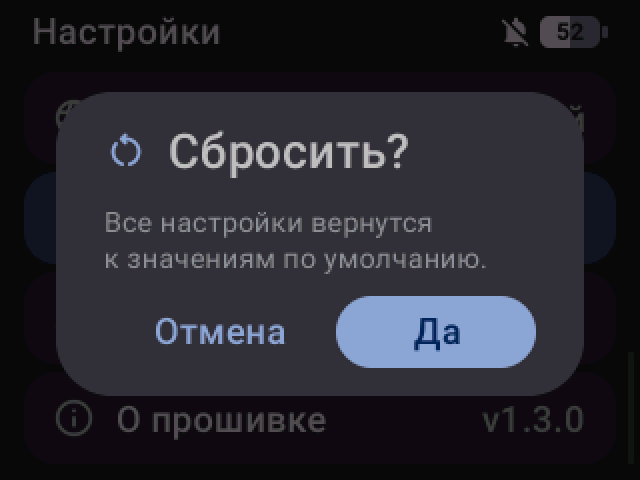 Настройки
52
й
Сбросить?
Все настройки вернутся
к значениям по умолчанию.
Отмена
Да
О прошивке
v1.3.0